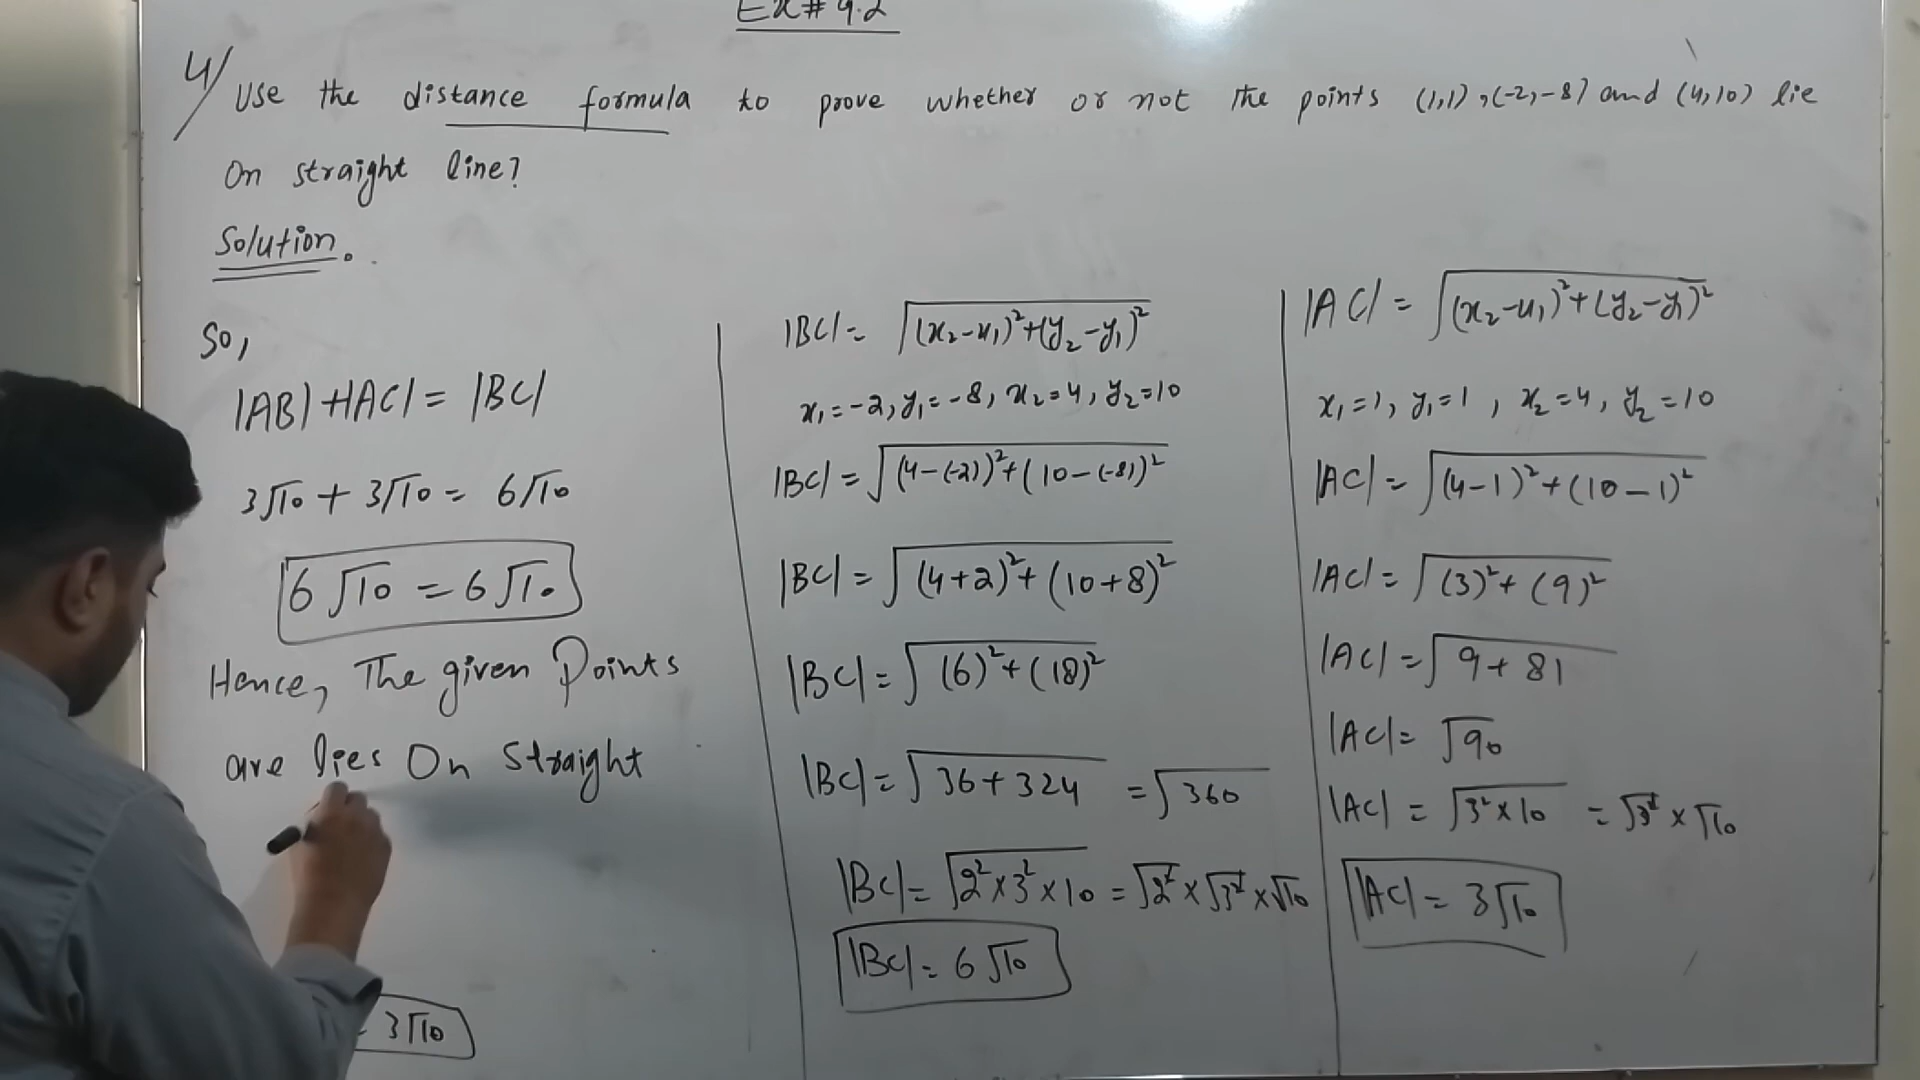 Ex# 4.2
4/ Use the distance formula to prove whether or not the points (1,1), (-2,-8) and (4,10) lie
on straight line?
Solution.
So,
|AB|+|AC| = |BC|
3√10 + 3√10 = 6√10
6√10 = 6√10
Hence, The given Points
are lies On Straight
= 3√10
|BC| = √(x₂-x₁)²+(y₂-y₁)²
x₁=-2, y₁=-8, x₂=4, y₂=10
|BC| = √(4-(-2))²+(10-(-8))²
|BC| = √(4+2)²+(10+8)²
|BC| = √(6)²+(18)²
|BC| = √36+324 = √360
|BC| = √2²×3²×10 = √2²×√3²×√10
|BC| = 6√10
|AC| = √(x₂-x₁)²+(y₂-y₁)²
x₁=1, y₁=1, x₂=4, y₂=10
|AC| = √(4-1)²+(10-1)²
|AC| = √(3)²+(9)²
|AC| = √9+81
|AC| = √90
|AC| = √3²×10 = √3²×√10
|AC| = 3√10